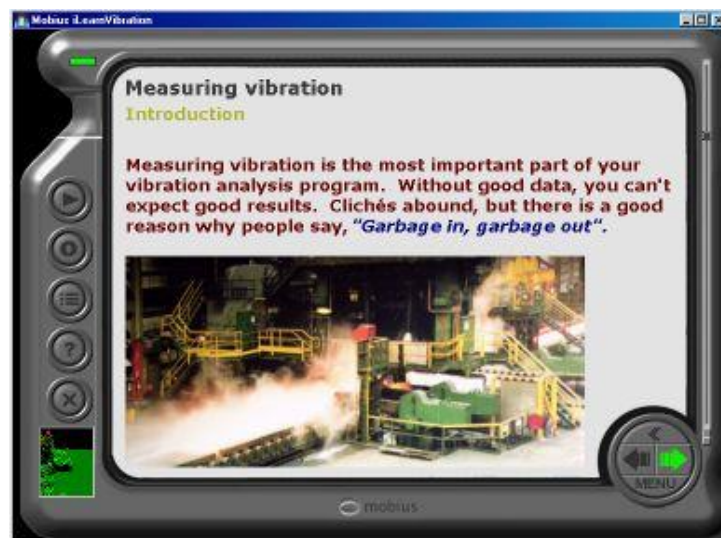 Mobius iLearnVibration
Measuring vibration
Introduction
Measuring vibration is the most important part of your
vibration analysis program.  Without good data, you can't
expect good results.  Clichés abound, but there is a good
reason why people say, "Garbage in, garbage out".
?
MENU
mobius